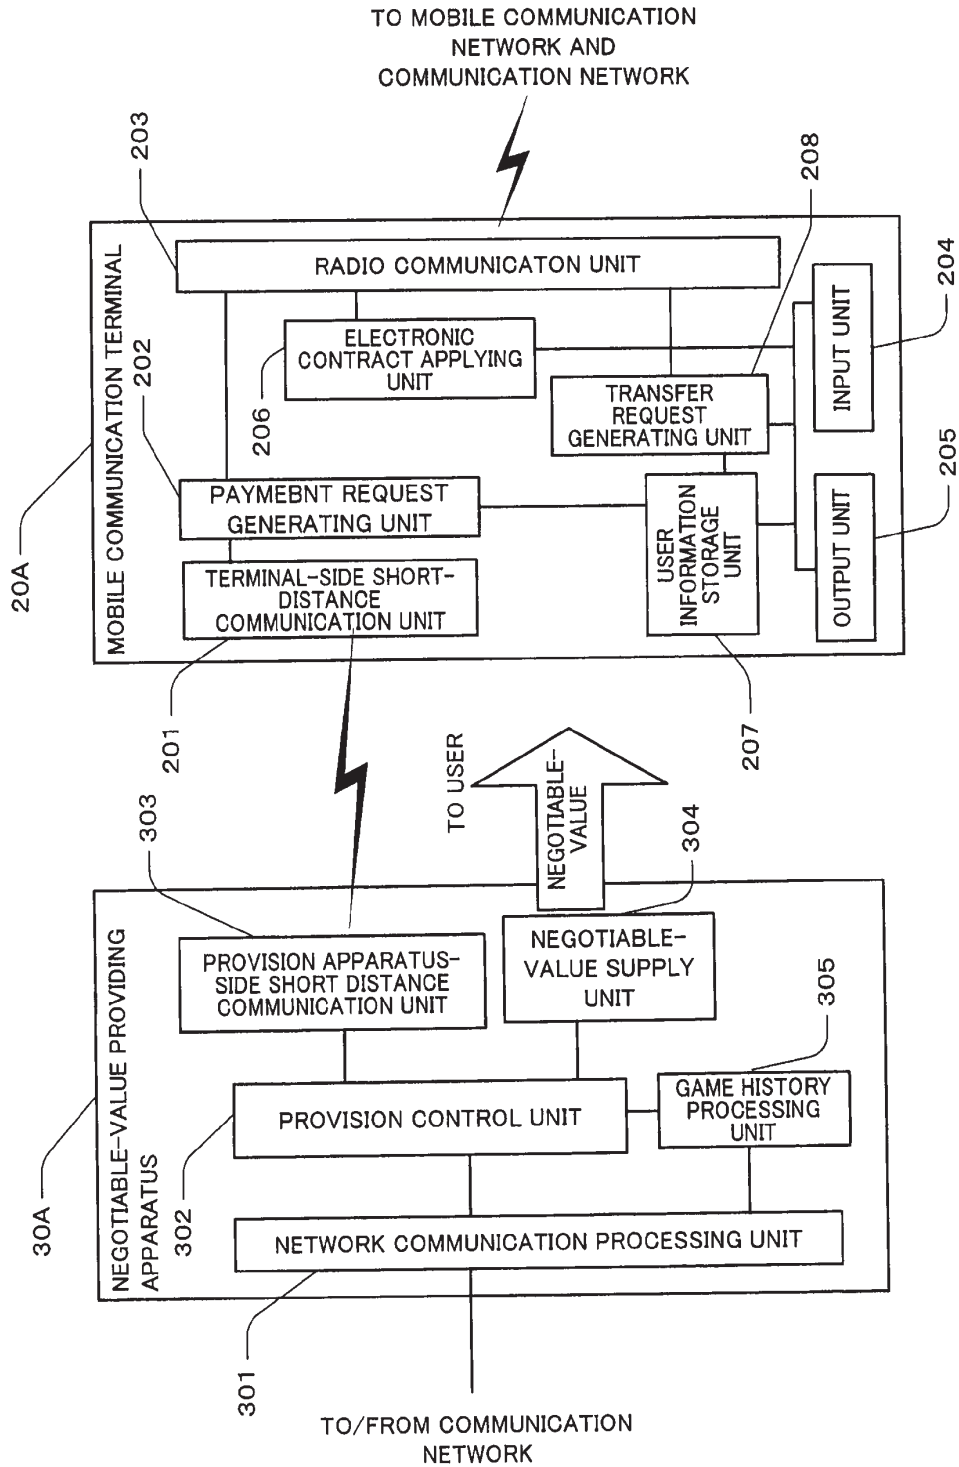 TO MOBILE COMMUNICATION
NETWORK AND
COMMUNICATION NETWORK
20A
MOBILE COMMUNICATION TERMINAL
203
RADIO COMMUNICATON UNIT
202
206
ELECTRONIC
CONTRACT APPLYING
UNIT
208
TRANSFER
REQUEST
GENERATING UNIT
204
INPUT UNIT
PAYMEBNT REQUEST
GENERATING UNIT
USER
INFORMATION
STORAGE
UNIT
205
OUTPUT UNIT
TERMINAL-SIDE SHORT-
DISTANCE
COMMUNICATION UNIT
201
207
TO USER
NEGOTIABLE-
VALUE
303
304
30A
NEGOTIABLE-VALUE PROVIDING
APPARATUS
PROVISION APPARATUS-
SIDE SHORT DISTANCE
COMMUNICATION UNIT
NEGOTIABLE-
VALUE SUPPLY
UNIT
305
302
PROVISION CONTROL UNIT
GAME HISTORY
PROCESSING
UNIT
NETWORK COMMUNICATION PROCESSING UNIT
301
TO/FROM COMMUNICATION
NETWORK